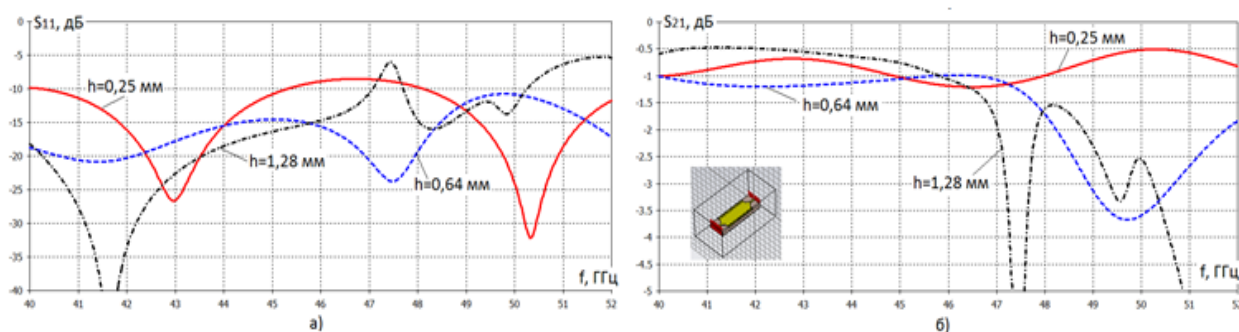 S11, дБ
0
-5
-10
-15
-20
-25
-30
-35
-40
h=0,25 мм
h=1,28 мм
h=0,64 мм
f, ГГц
40 41 42 43 44 45 46 47 48 49 50 51 52
а)
S21, дБ
0
-0.5
-1
-1.5
-2
-2.5
-3
-3.5
-4
-4.5
-5
h=0,25 мм
h=0,64 мм
h=1,28 мм
f, ГГц
40 41 42 43 44 45 46 47 48 49 50 51 52
б)